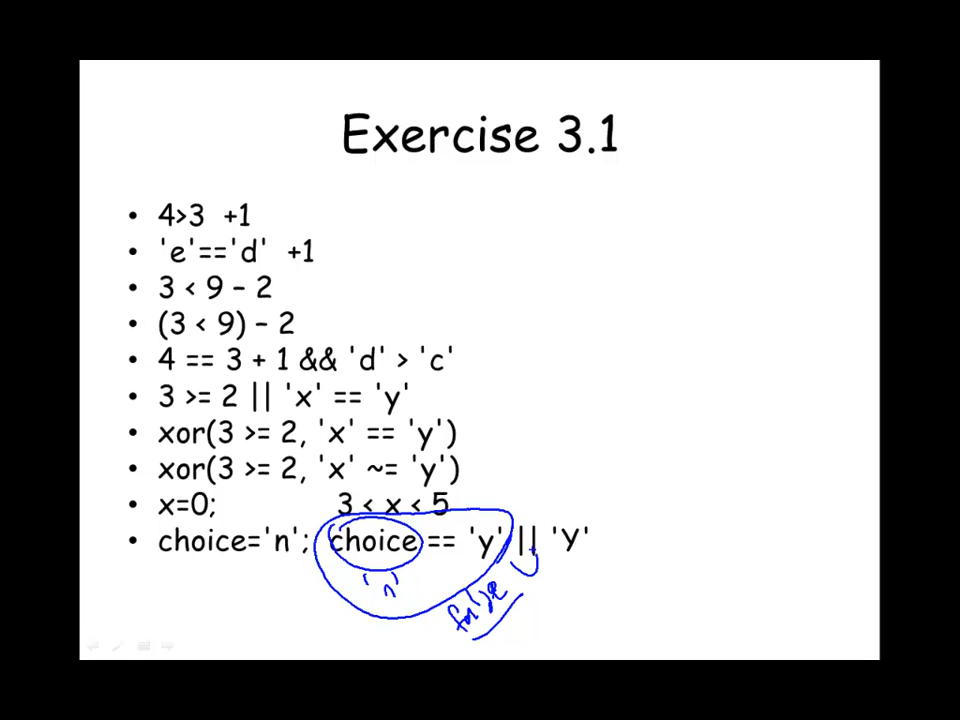 Exercise 3.1
• 4>3 +1
• 'e'=='d' +1
• 3 < 9 – 2
• (3 < 9) – 2
• 4 == 3 + 1 && 'd' > 'c'
• 3 >= 2 || 'x' == 'y'
• xor(3 >= 2, 'x' == 'y')
• xor(3 >= 2, 'x' ~= 'y')
• x=0; 3 < x < 5
• choice='n'; choice == 'y' || 'Y'
'n'
false